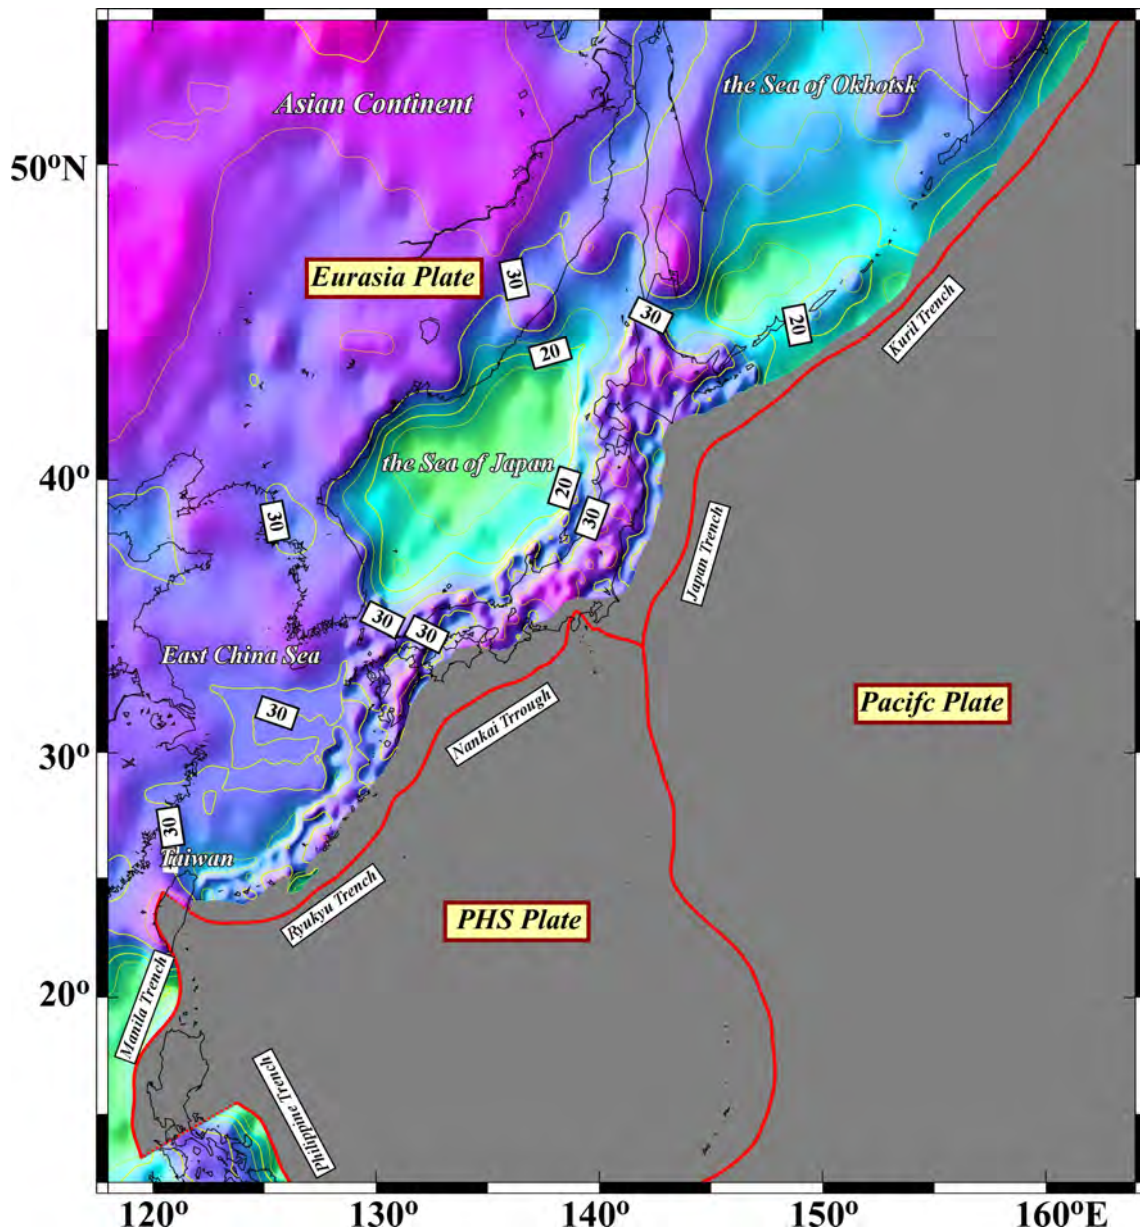 the Sea of Okhotsk
Asian Continent
50°N
Eurasia Plate
30
30
20
20
Kuril Trench
the Sea of Japan
40°
20
30
30
Japan Trench
30
30
East China Sea
30
Nankai Trrough
Pacifc Plate
30°
30
Taiwan
Ryukyu Trench
PHS Plate
20°
Manila Trench
Philippine Trench
120°
130°
140°
150°
160°E